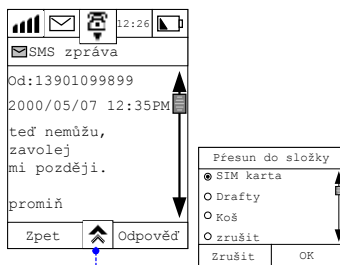 12:26
SMS zpráva
Od:13901099899
2000/05/07 12:35PM
teď nemůžu,
zavolej
mi později.
promiň
Zpet
Odpověď
Přesun do složky
SIM karta
Drafty
Koš
zrušit
Zrušit
OK